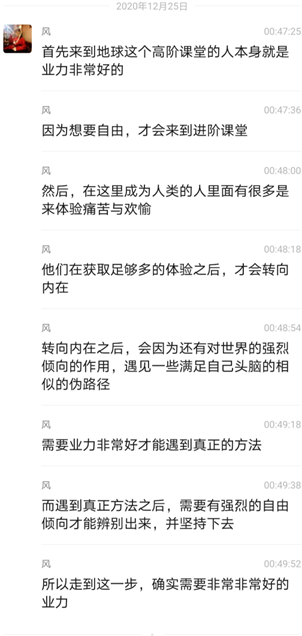 2020年12月25日
风 00:47:25
首先来到地球这个高阶课堂的人本身就是
业力非常好的
风 00:47:36
因为想要自由，才会来到进阶课堂
风 00:48:00
然后，在这里成为人类的人里面有很多是
来体验痛苦与欢愉
风 00:48:18
他们在获取足够多的体验之后，才会转向
内在
风 00:48:54
转向内在之后，会因为还有对世界的强烈
倾向的作用，遇见一些满足自己头脑的相
似的伪路径
风 00:49:18
需要业力非常好才能遇到真正的方法
风 00:49:38
而遇到真正方法之后，需要有强烈的自由
倾向才能辨别出来，并坚持下去
风 00:49:52
所以走到这一步，确实需要非常非常好的
业力